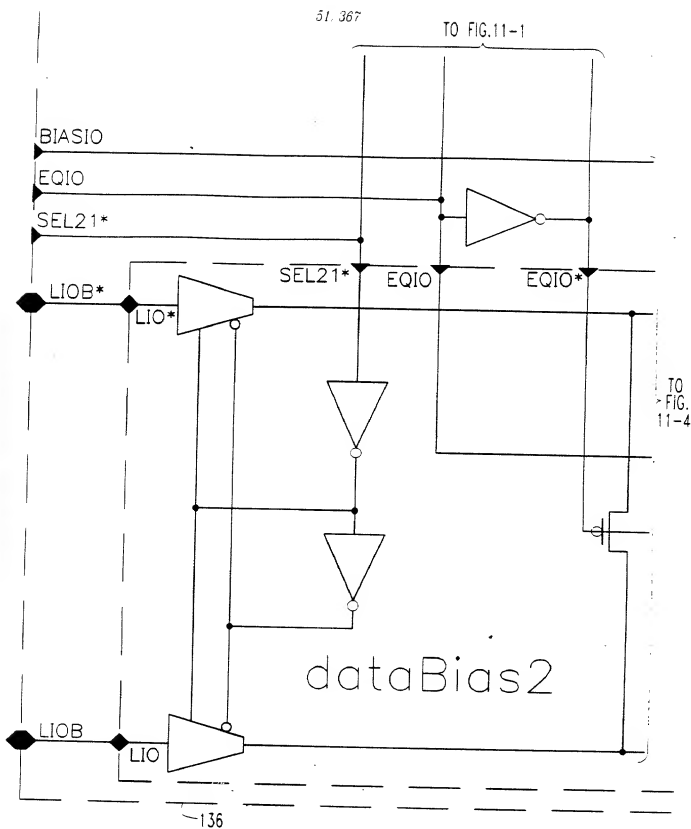 51,367
TO FIG.11-1
BIASIO
EQIO
SEL21*
SEL21*
EQIO
EQIO*
LIOB*
LIO*
TO
FIG.
11-4
dataBias2
LIOB
LIO
136